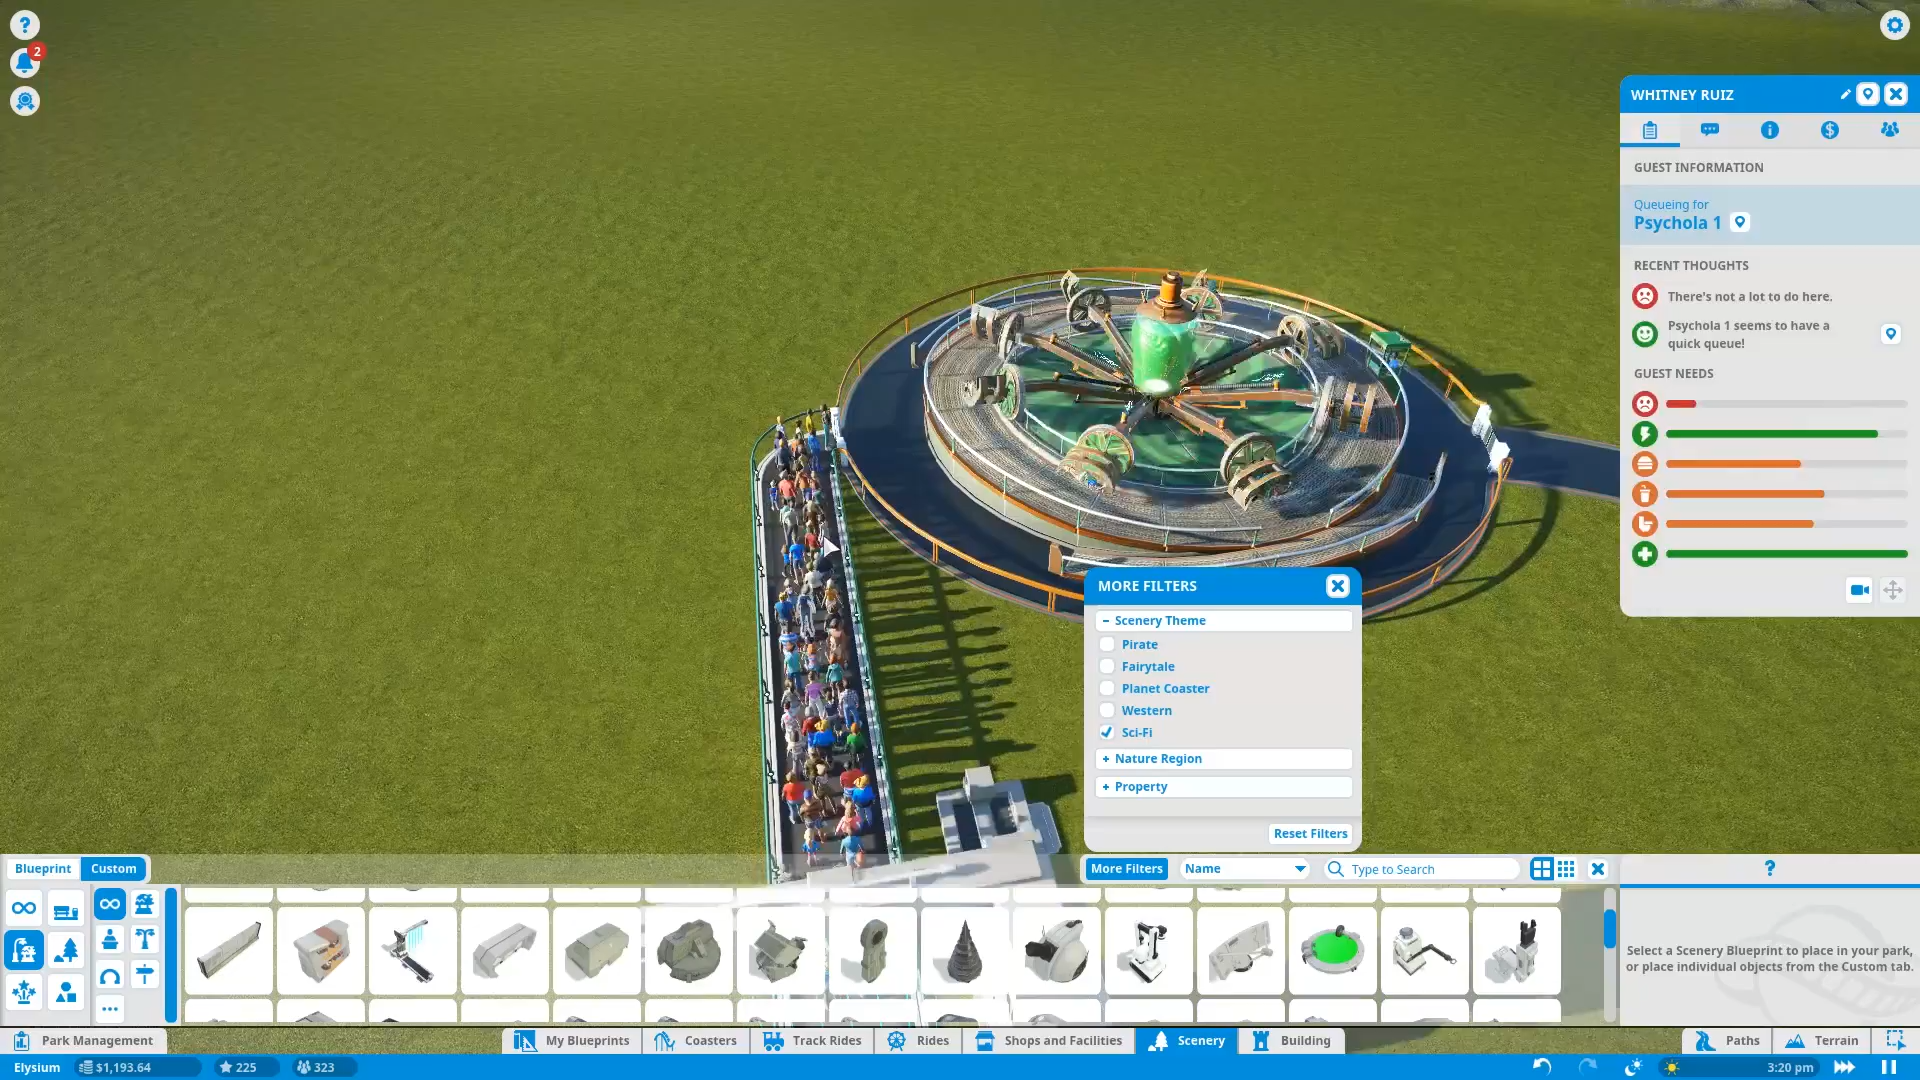 ?
2
WHITNEY RUIZ
GUEST INFORMATION
Queueing for
Psychola 1
RECENT THOUGHTS
There's not a lot to do here.
Psychola 1 seems to have a
quick queue!
GUEST NEEDS
MORE FILTERS
− Scenery Theme
Pirate
Fairytale
Planet Coaster
Western
Sci-Fi
+ Nature Region
+ Property
Reset Filters
Blueprint
Custom
More Filters
Name
Type to Search
?
Select a Scenery Blueprint to place in your park,
or place individual objects from the Custom tab.
Park Management
My Blueprints
Coasters
Track Rides
Rides
Shops and Facilities
Scenery
Building
Paths
Terrain
Elysium
$1,193.64
225
323
3:20 pm